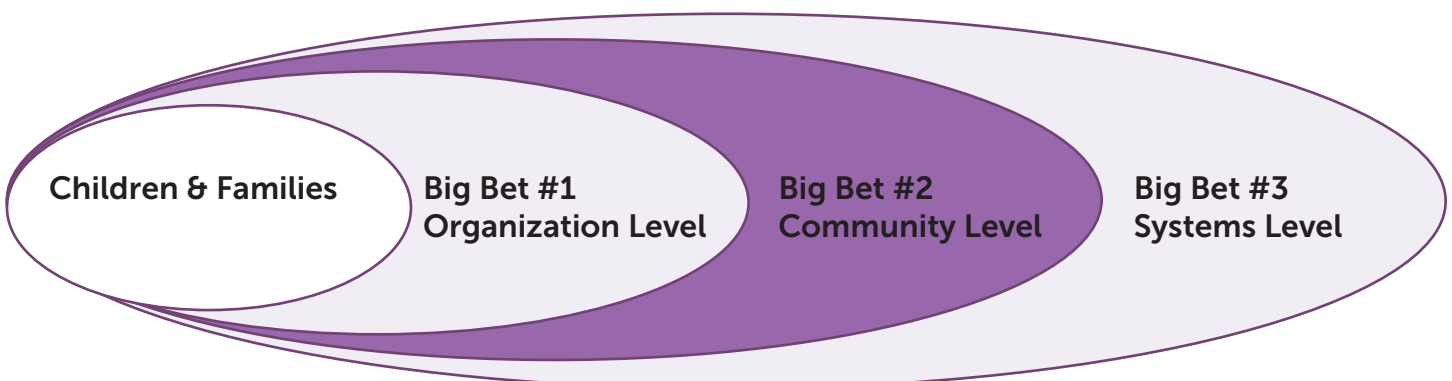 Children & Families
Big Bet #1
Organization Level
Big Bet #2
Community Level
Big Bet #3
Systems Level